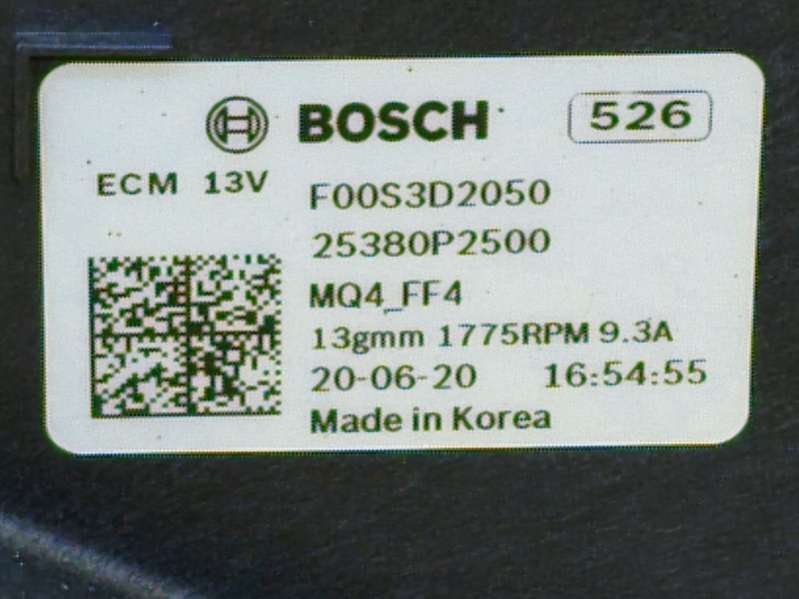 BOSCH 526
ECM 13V
F00S3D2050
25380P2500
MQ4_FF4
13gmm 1775RPM 9.3A
20-06-20 16:54:55
Made in Korea